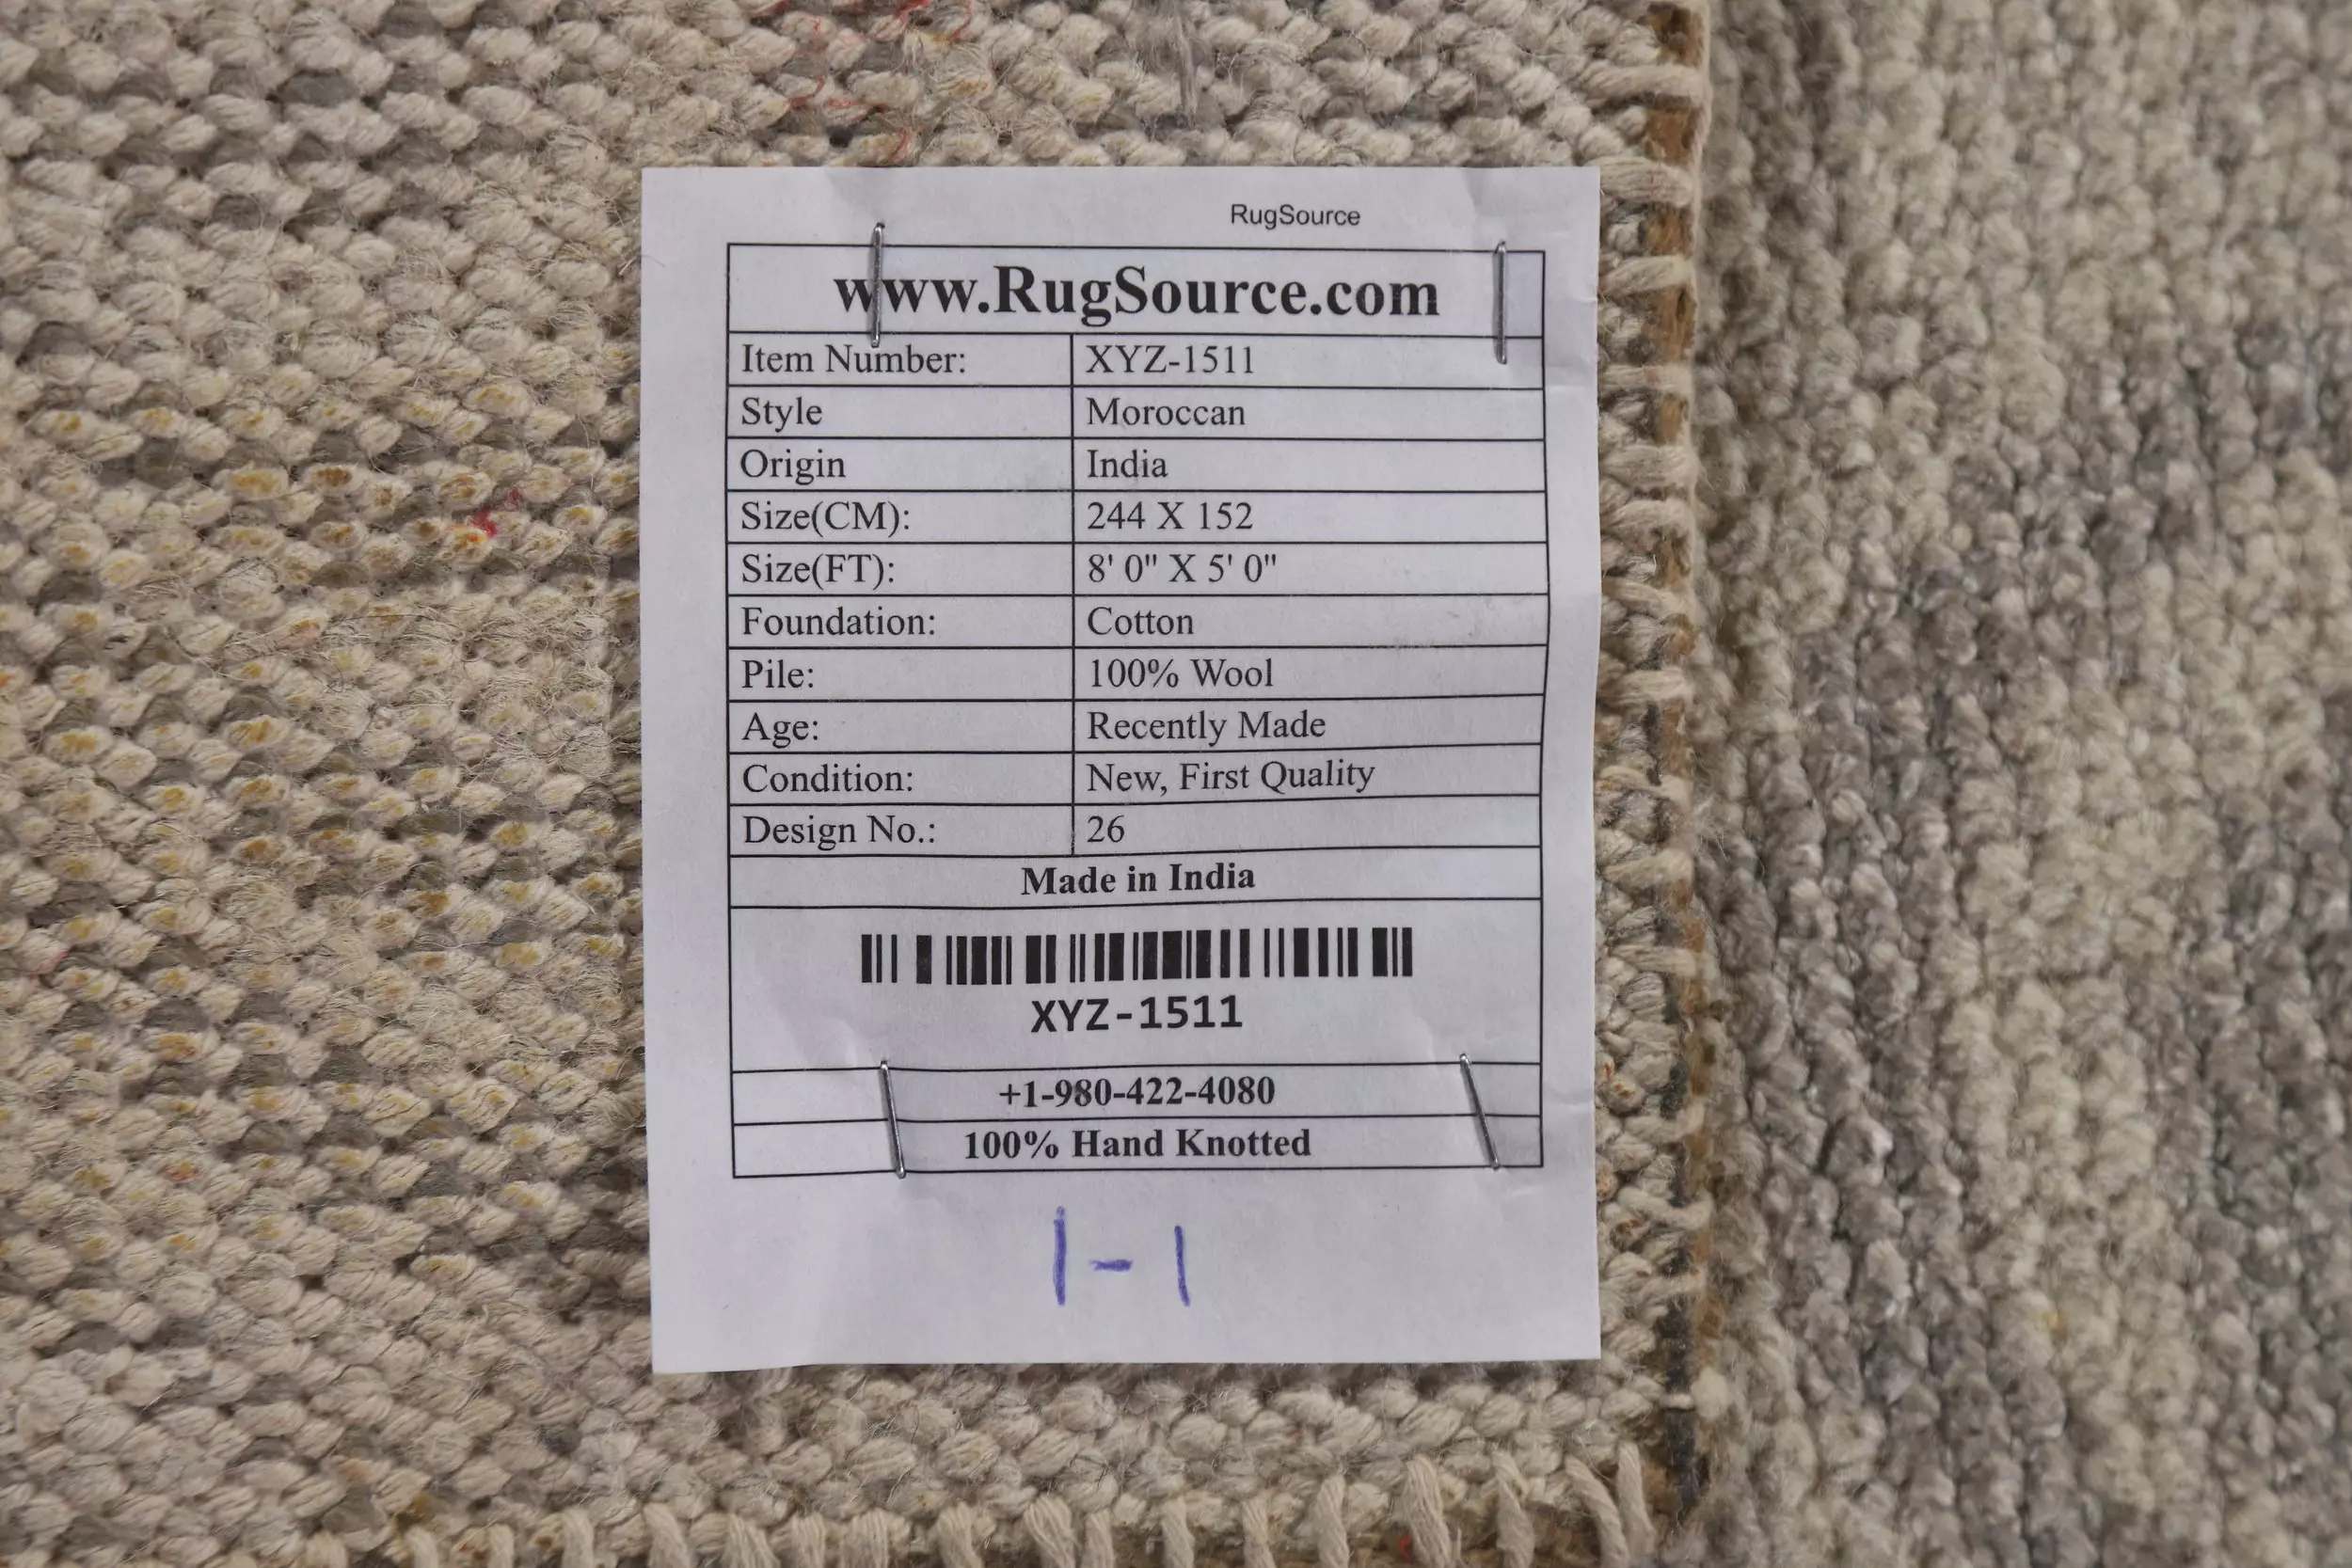 RugSource
www.RugSource.com
Item Number: XYZ-1511
Style Moroccan
Origin India
Size(CM): 244 X 152
Size(FT): 8' 0" X 5' 0"
Foundation: Cotton
Pile: 100% Wool
Age: Recently Made
Condition: New, First Quality
Design No.: 26
Made in India
XYZ-1511
+1-980-422-4080
100% Hand Knotted
1-1